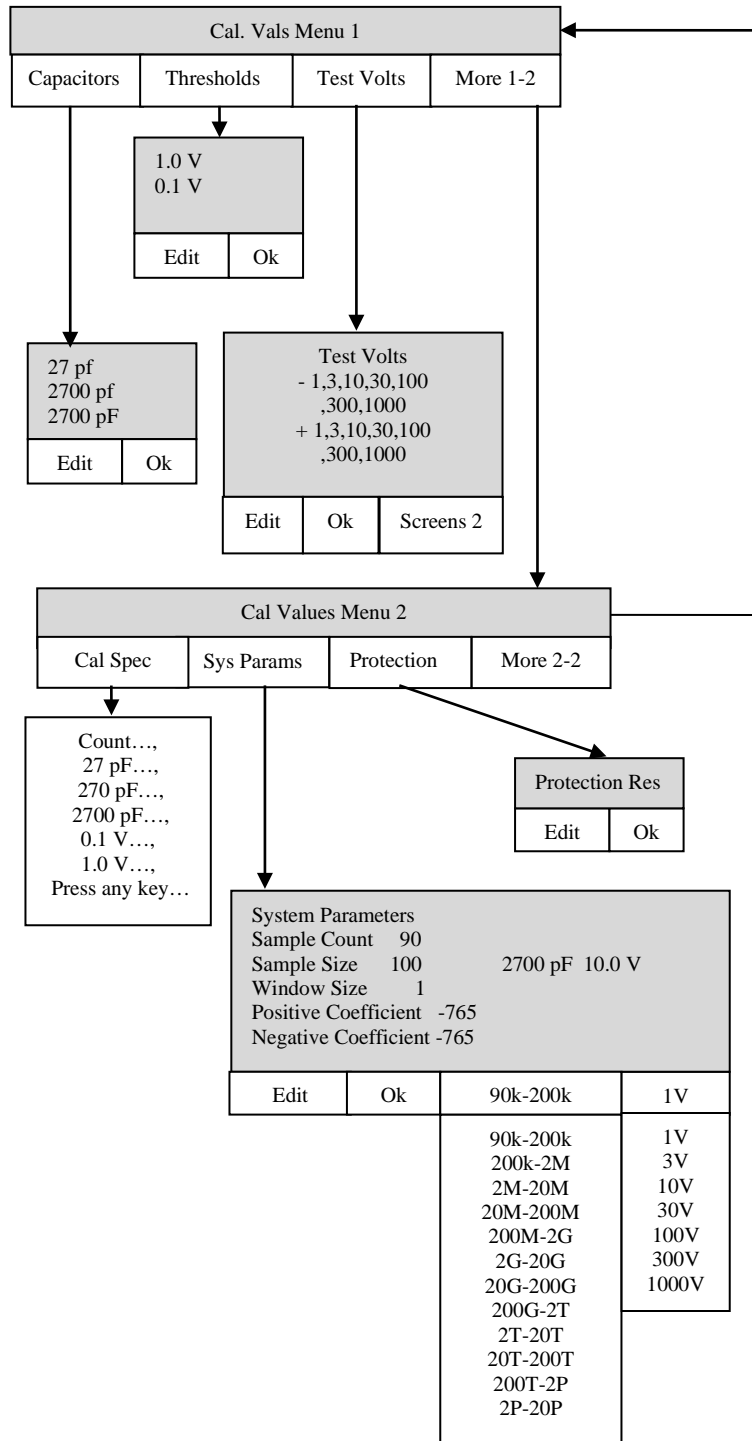 Cal. Vals Menu 1
Capacitors Thresholds Test Volts More 1-2
1.0 V
0.1 V
Edit Ok
27 pf
2700 pf
2700 pF
Edit Ok
Test Volts
- 1,3,10,30,100
,300,1000
+ 1,3,10,30,100
,300,1000
Edit Ok Screens 2
Cal Values Menu 2
Cal Spec Sys Params Protection More 2-2
Count…,
27 pF…,
270 pF…,
2700 pF…,
0.1 V…,
1.0 V…,
Press any key…
Protection Res
Edit Ok
System Parameters
Sample Count 90
Sample Size 100 2700 pF 10.0 V
Window Size 1
Positive Coefficient -765
Negative Coefficient -765
Edit Ok 90k-200k 1V
90k-200k 1V
200k-2M 3V
2M-20M 10V
20M-200M 30V
200M-2G 100V
2G-20G 300V
20G-200G 1000V
200G-2T
2T-20T
20T-200T
200T-2P
2P-20P